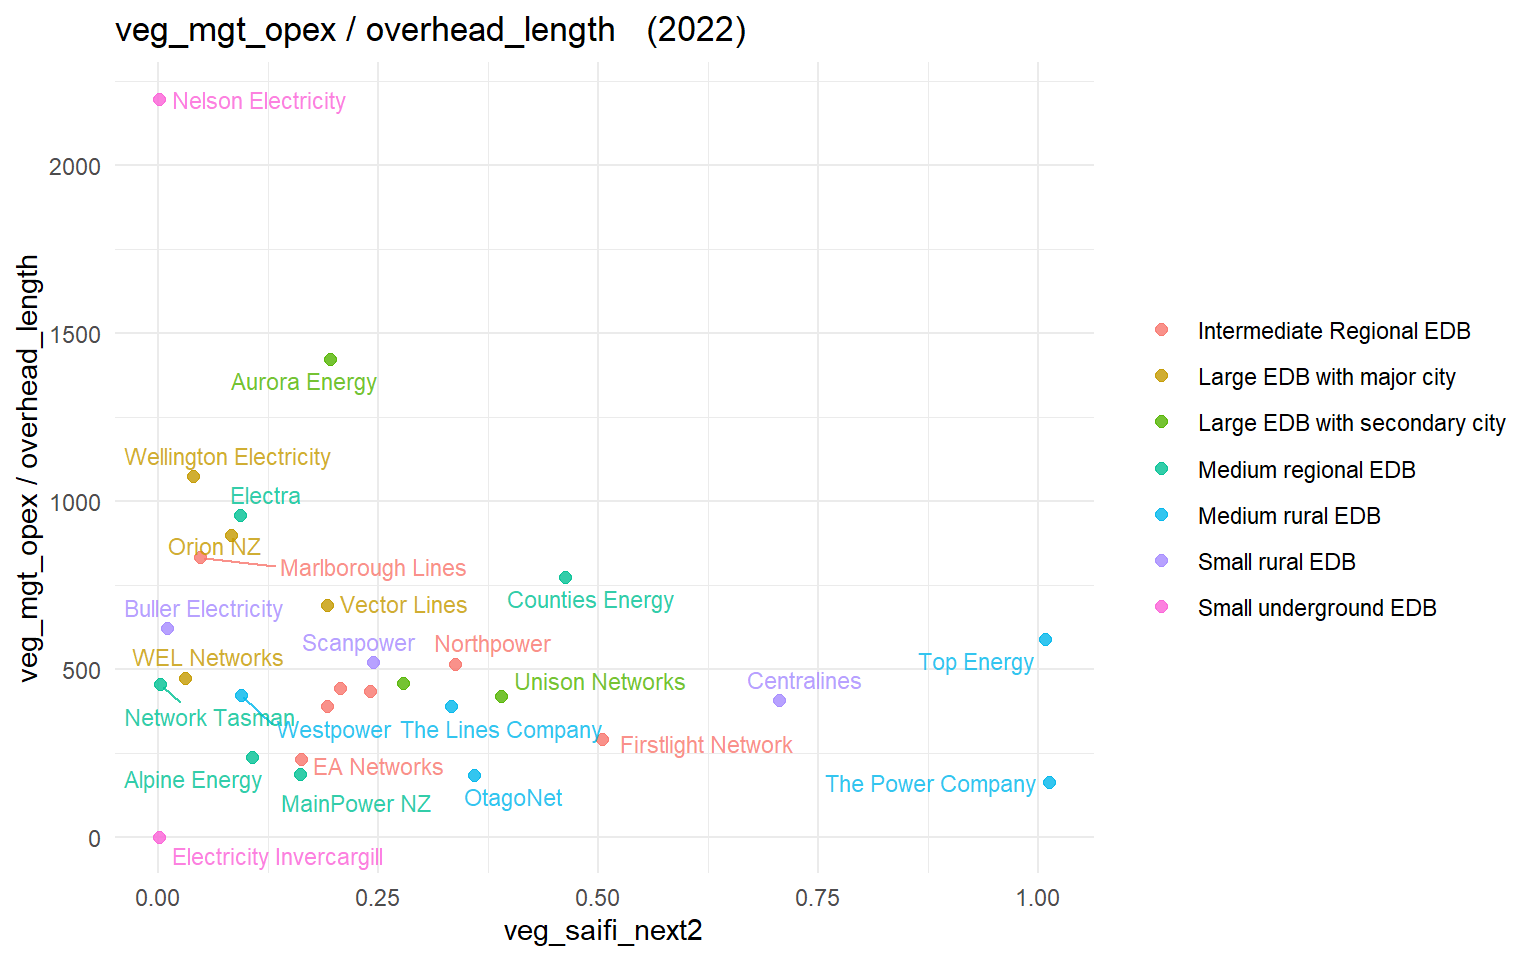 veg_mgt_opex / overhead_length (2022)
veg_mgt_opex / overhead_length
2000
1500
1000
500
0
Nelson Electricity
Aurora Energy
Wellington Electricity
Electra
Orion NZ
Marlborough Lines
Counties Energy
Buller Electricity
Vector Lines
Scanpower
Northpower
WEL Networks
Top Energy
Unison Networks
Centralines
Network Tasman
Westpower
The Lines Company
Firstlight Network
EA Networks
Alpine Energy
The Power Company
OtagoNet
MainPower NZ
Electricity Invercargill
0.00
0.25
0.50
0.75
1.00
veg_saifi_next2
Intermediate Regional EDB
Large EDB with major city
Large EDB with secondary city
Medium regional EDB
Medium rural EDB
Small rural EDB
Small underground EDB